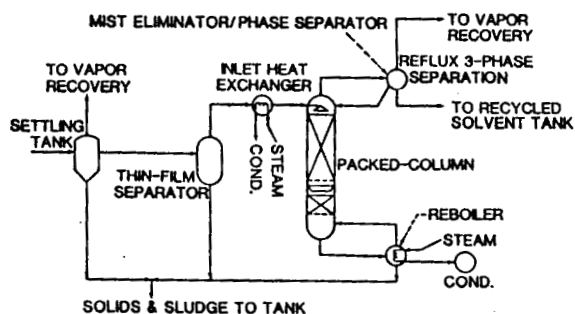 MIST ELIMINATOR/PHASE SEPARATOR
TO VAPOR
RECOVERY
REFLUX 3-PHASE
SEPARATION
TO RECYCLED
SOLVENT TANK
TO VAPOR
RECOVERY
INLET HEAT
EXCHANGER
SETTLING
TANK
THIN-FILM
SEPARATOR
COND.
STEAM
PACKED-COLUMN
REBOILER
STEAM
COND.
SOLIDS & SLUDGE TO TANK